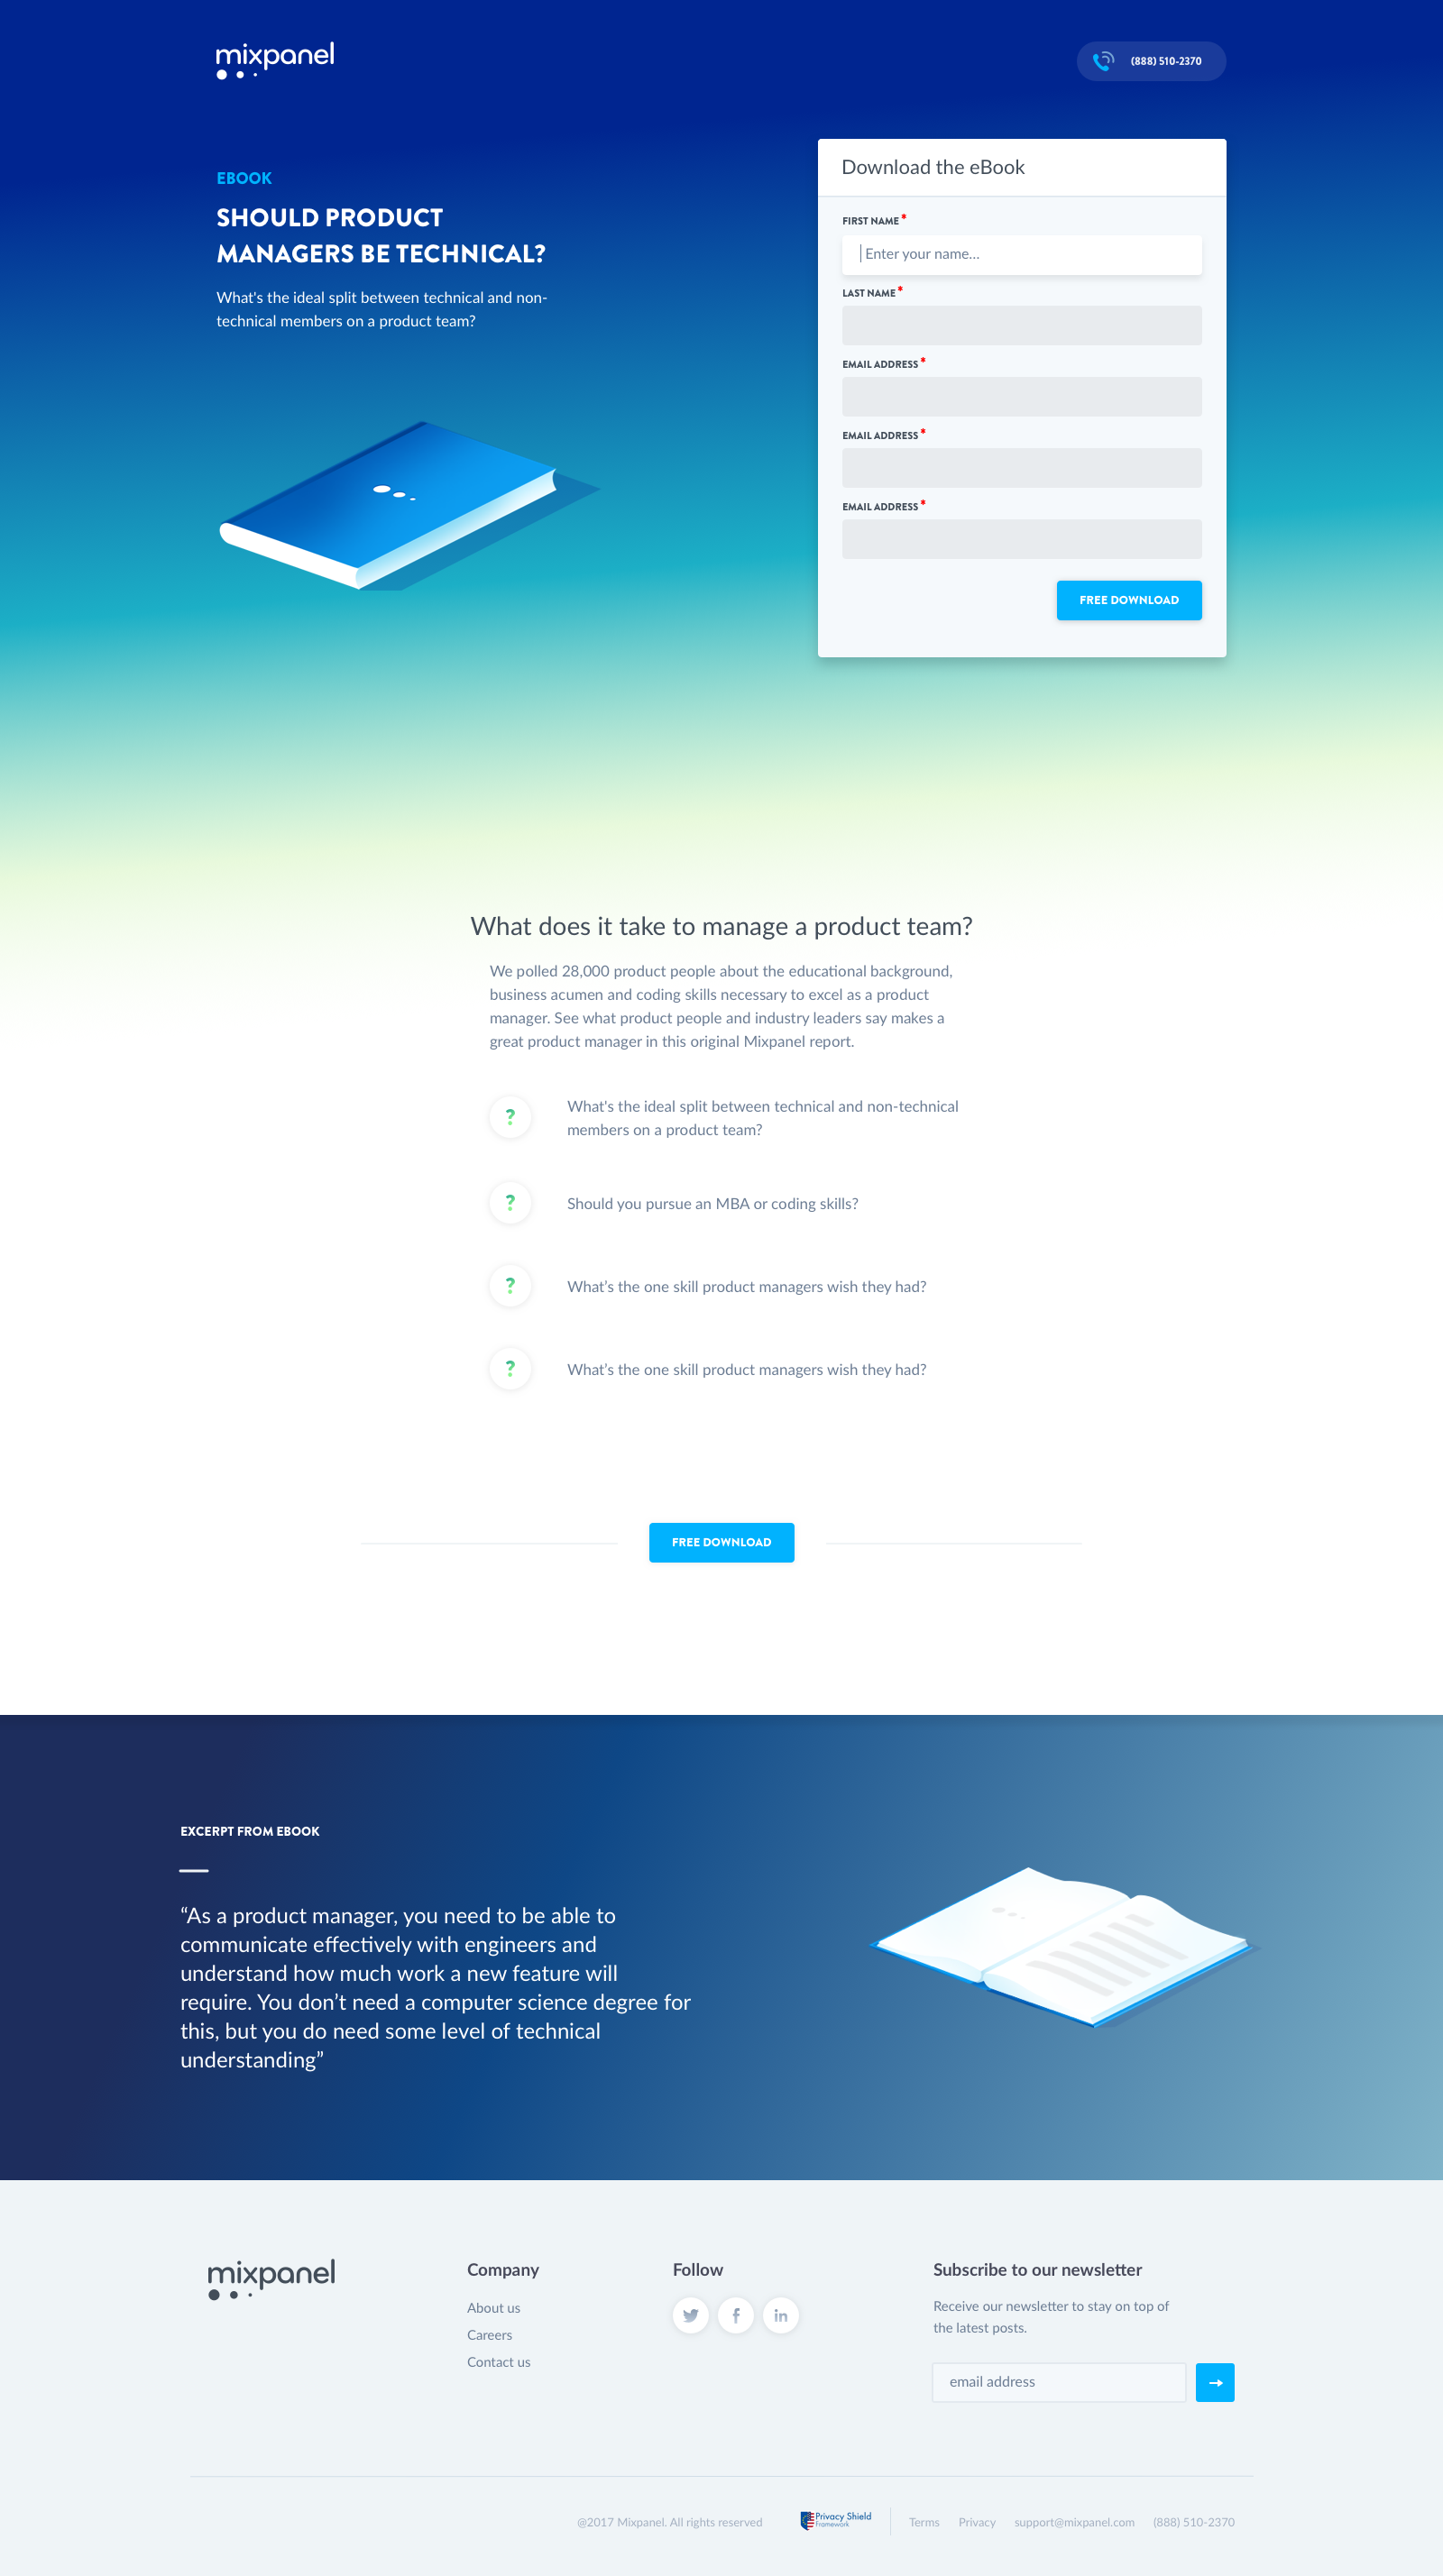 mixpanel
(888) 510-2370
EBOOK
SHOULD PRODUCT
MANAGERS BE TECHNICAL?
What's the ideal split between technical and non-
technical members on a product team?
Download the eBook
FIRST NAME *
Enter your name...
LAST NAME *
EMAIL ADDRESS *
EMAIL ADDRESS *
EMAIL ADDRESS *
FREE DOWNLOAD
What does it take to manage a product team?
We polled 28,000 product people about the educational background,
business acumen and coding skills necessary to excel as a product
manager. See what product people and industry leaders say makes a
great product manager in this original Mixpanel report.
?
What's the ideal split between technical and non-technical
members on a product team?
?
Should you pursue an MBA or coding skills?
?
What’s the one skill product managers wish they had?
?
What’s the one skill product managers wish they had?
FREE DOWNLOAD
EXCERPT FROM EBOOK
“As a product manager, you need to be able to
communicate effectively with engineers and
understand how much work a new feature will
require. You don’t need a computer science degree for
this, but you do need some level of technical
understanding”
mixpanel
Company
About us
Careers
Contact us
Follow
f
in
Subscribe to our newsletter
Receive our newsletter to stay on top of
the latest posts.
email address
@2017 Mixpanel. All rights reserved
Privacy Shield
Framework
Terms
Privacy
support@mixpanel.com
(888) 510-2370